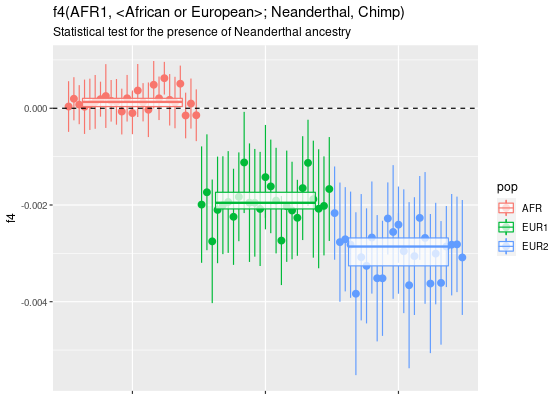 f4(AFR1, <African or European>; Neanderthal, Chimp)
Statistical test for the presence of Neanderthal ancestry
0.000
-0.002
-0.004
f4
pop
AFR
EUR1
EUR2